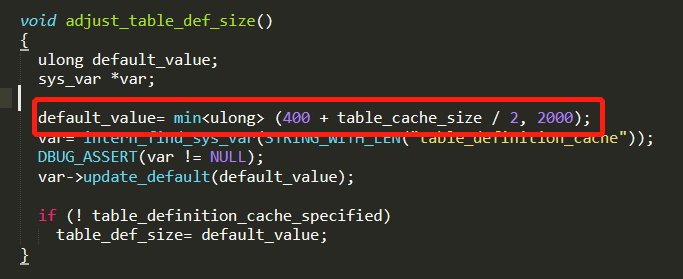 void adjust_table_def_size()
{
ulong default_value;
sys_var *var;
default_value= min<ulong> (400 + table_cache_size / 2, 2000);
var= intern_find_sys_var(STRING_WITH_LEN("table_definition_cache"));
DBUG_ASSERT(var != NULL);
var->update_default(default_value);
if (! table_definition_cache_specified)
table_def_size= default_value;
}